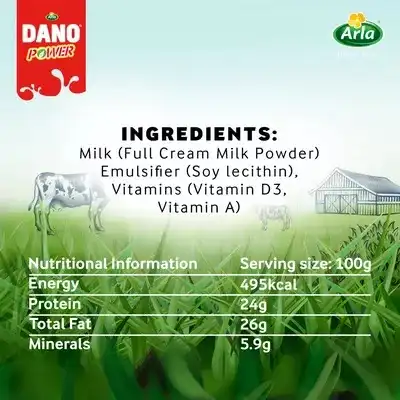 Arla
DANO
POWER
Arla
INGREDIENTS:
Milk (Full Cream Milk Powder)
Emulsifier (Soy lecithin),
Vitamins (Vitamin D3,
Vitamin A)
Nutritional Information Serving size: 100g
Energy 495kcal
Protein 24g
Total Fat 26g
Minerals 5.9g